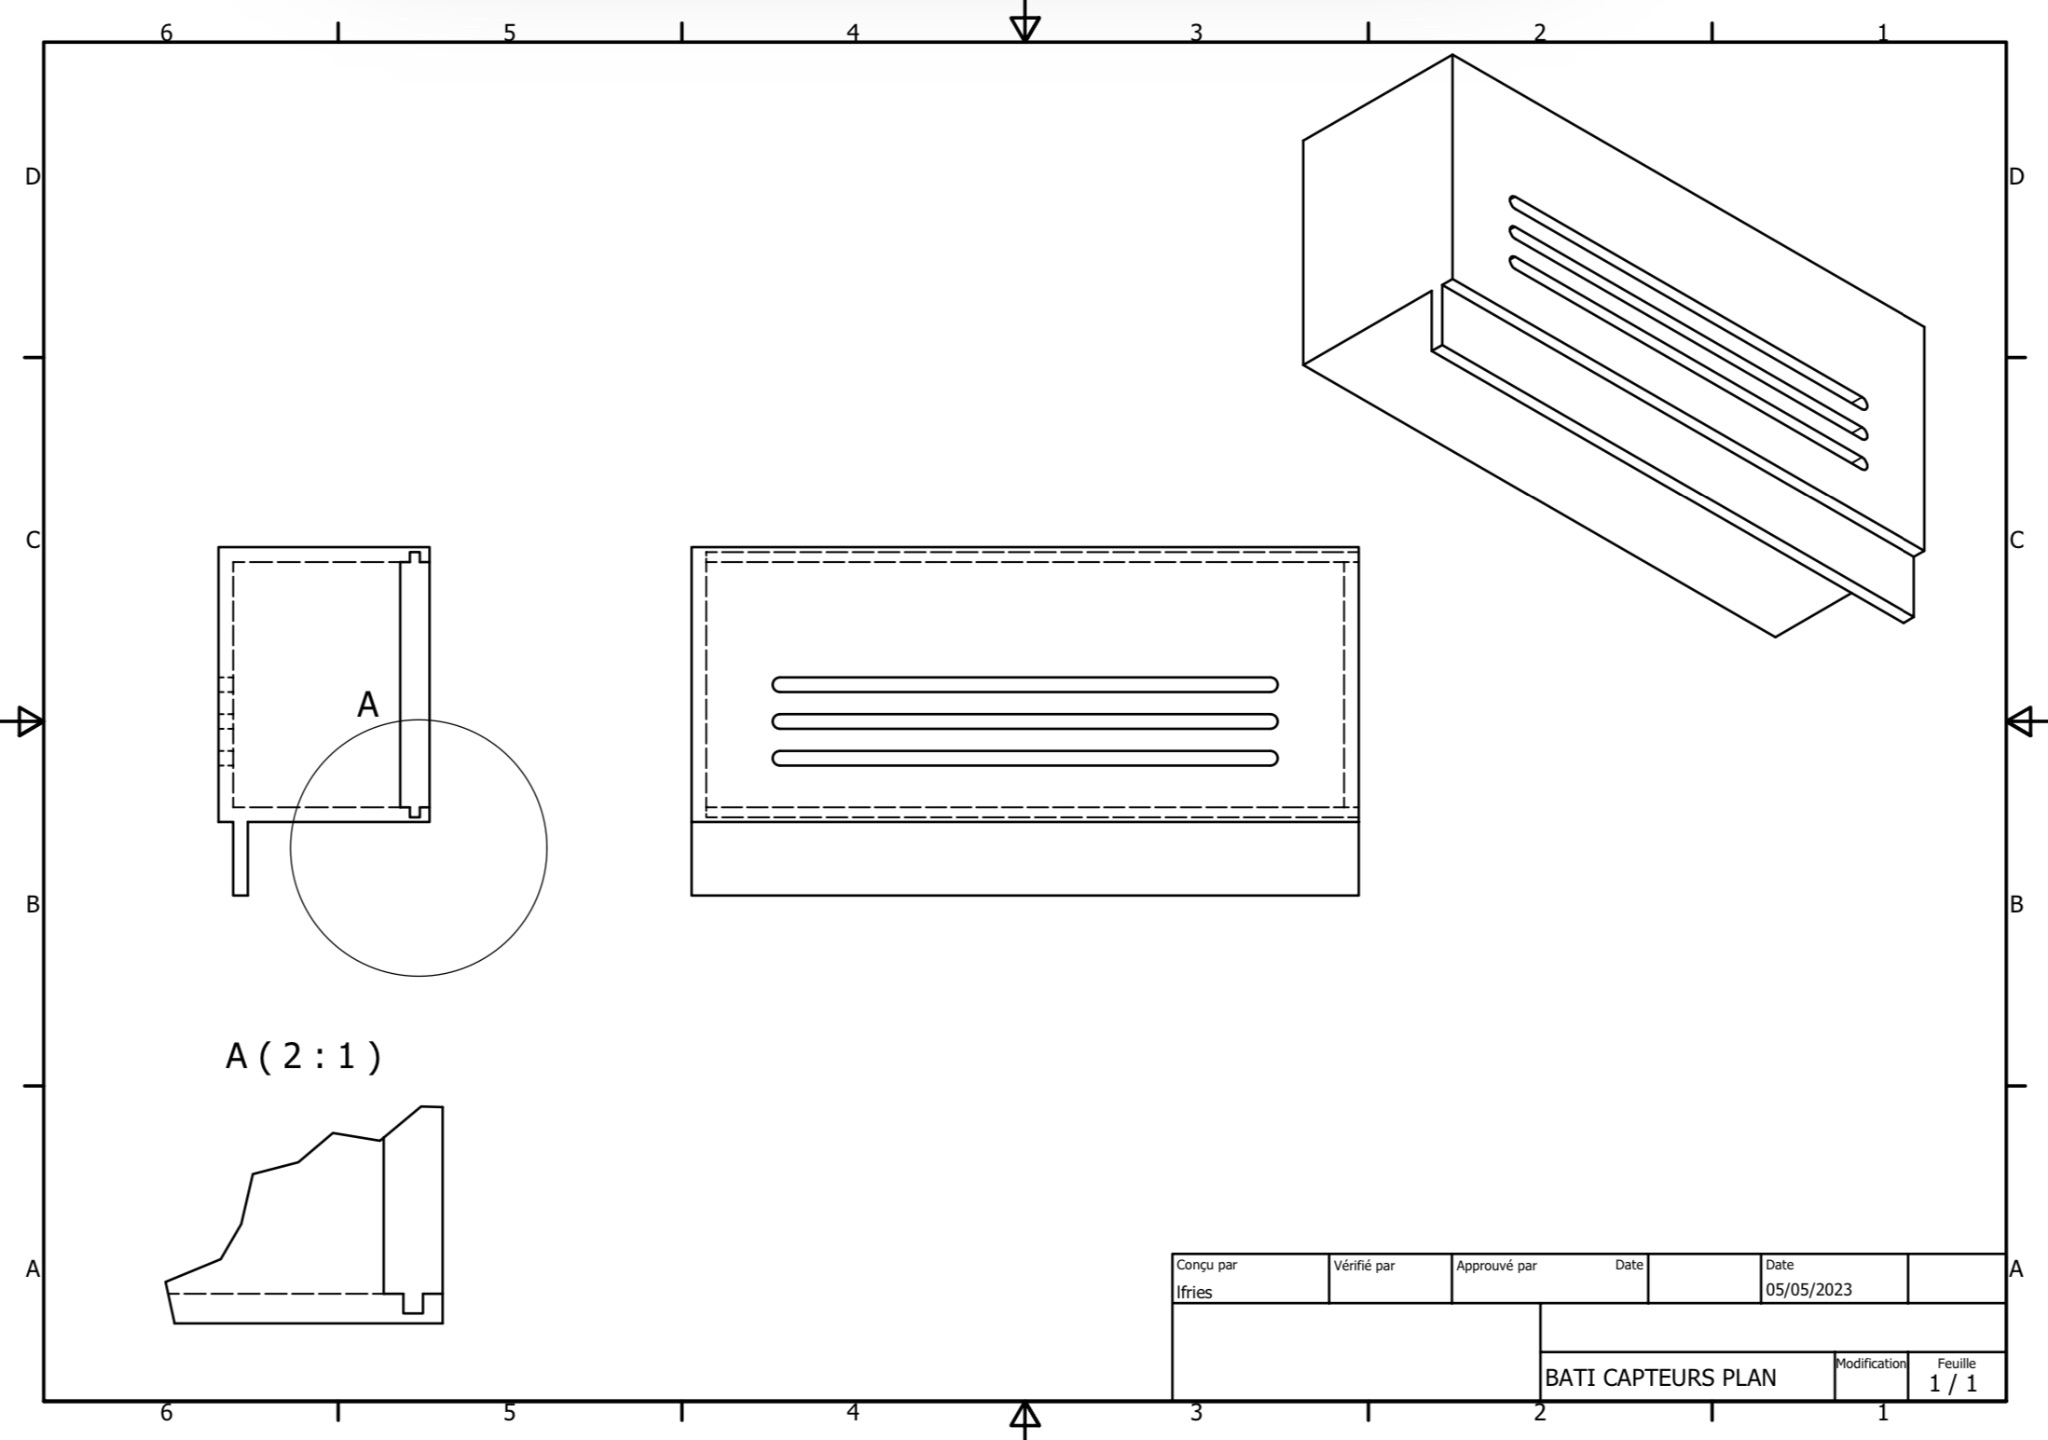 6 5 4 3 2 1
D D
C C
A
B B
A ( 2 : 1 )
A A
Conçu par Vérifié par Approuvé par Date Date
lfries 05/05/2023
Modification Feuille
BATI CAPTEURS PLAN 1 / 1
6 5 4 3 2 1